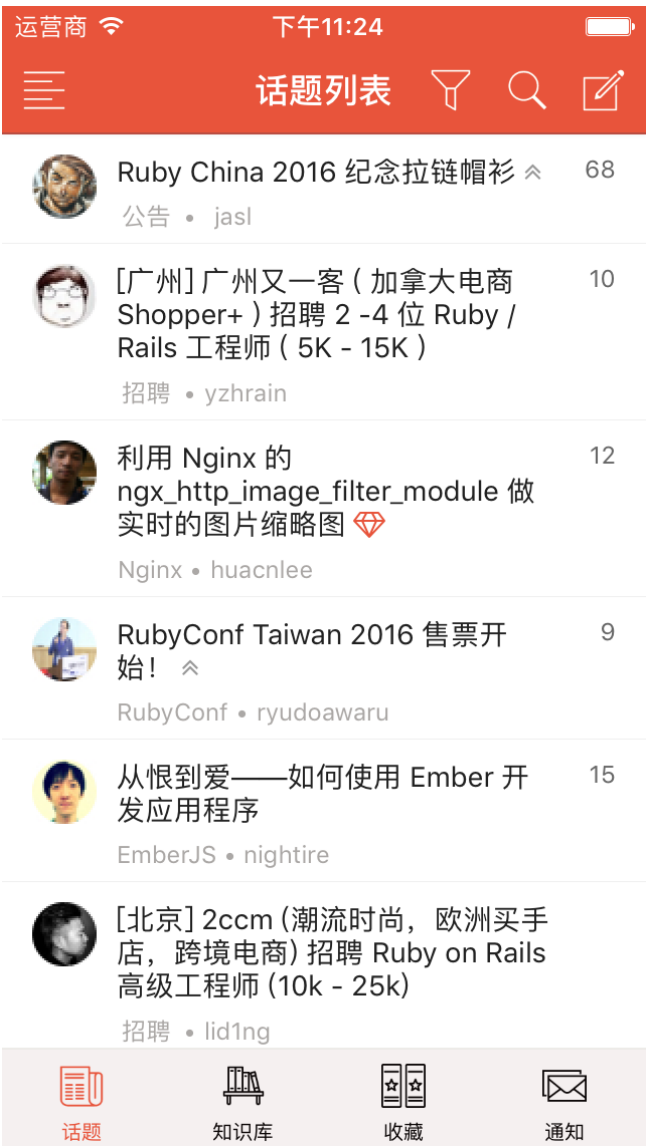 运营商 下午11:24
话题列表
Ruby China 2016 纪念拉链帽衫 68
公告 • jasl
[广州] 广州又一客 ( 加拿大电商 10
Shopper+ ) 招聘 2 -4 位 Ruby /
Rails 工程师 ( 5K - 15K )
招聘 • yzhrain
利用 Nginx 的 12
ngx_http_image_filter_module 做
实时的图片缩略图
Nginx • huacnlee
RubyConf Taiwan 2016 售票开 9
始！
RubyConf • ryudoawaru
从恨到爱——如何使用 Ember 开 15
发应用程序
EmberJS • nightire
[北京] 2ccm (潮流时尚，欧洲买手
店，跨境电商) 招聘 Ruby on Rails
高级工程师 (10k - 25k)
招聘 • lid1ng
话题 知识库 收藏 通知